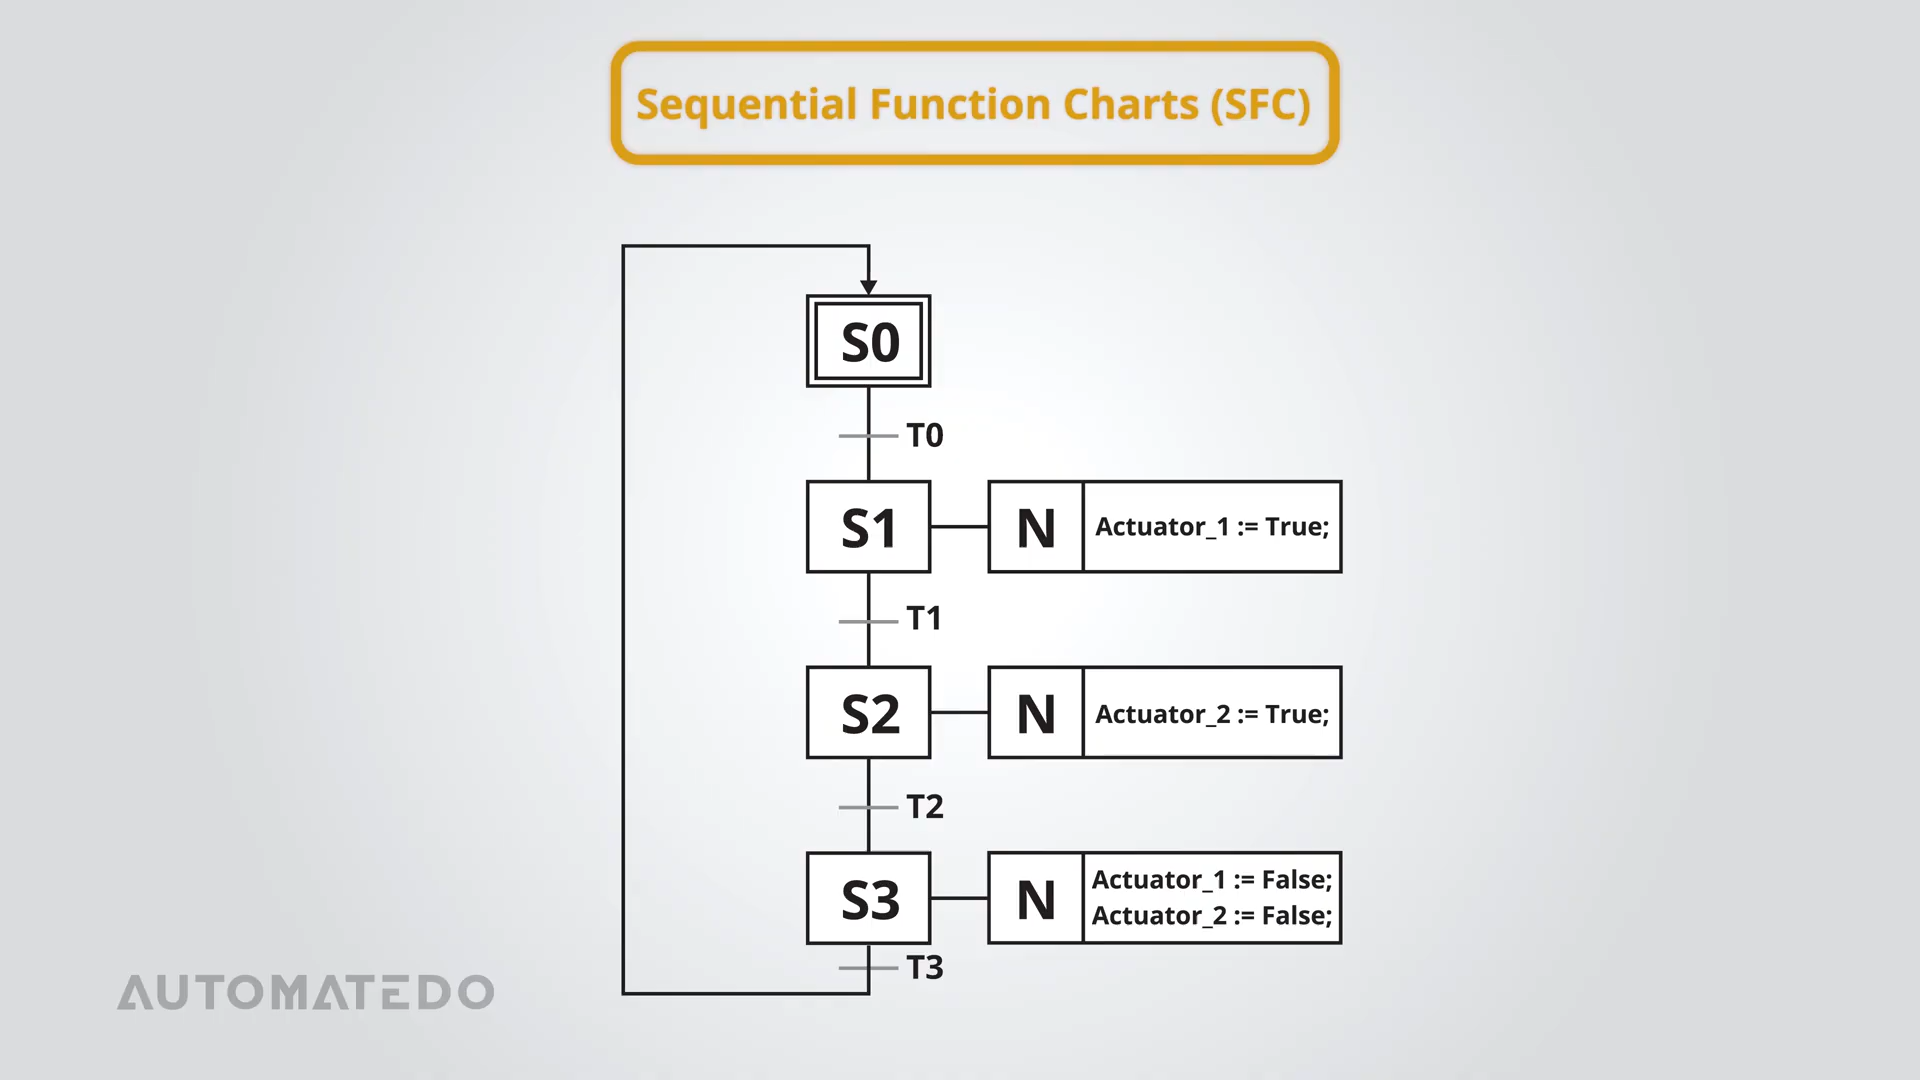 Sequential Function Charts (SFC)
S0
T0
S1
N
Actuator_1 := True;
T1
S2
N
Actuator_2 := True;
T2
S3
N
Actuator_1 := False;
Actuator_2 := False;
T3
AUTOMATEDO